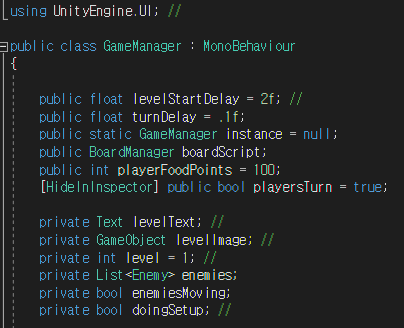 using UnityEngine.UI; //
public class GameManager : MonoBehaviour
{
public float levelStartDelay = 2f; //
public float turnDelay = .1f;
public static GameManager instance = null;
public BoardManager boardScript;
public int playerFoodPoints = 100;
[HideInInspector] public bool playersTurn = true;
private Text levelText; //
private GameObject levelImage; //
private int level = 1; //
private List<Enemy> enemies;
private bool enemiesMoving;
private bool doingSetup; //